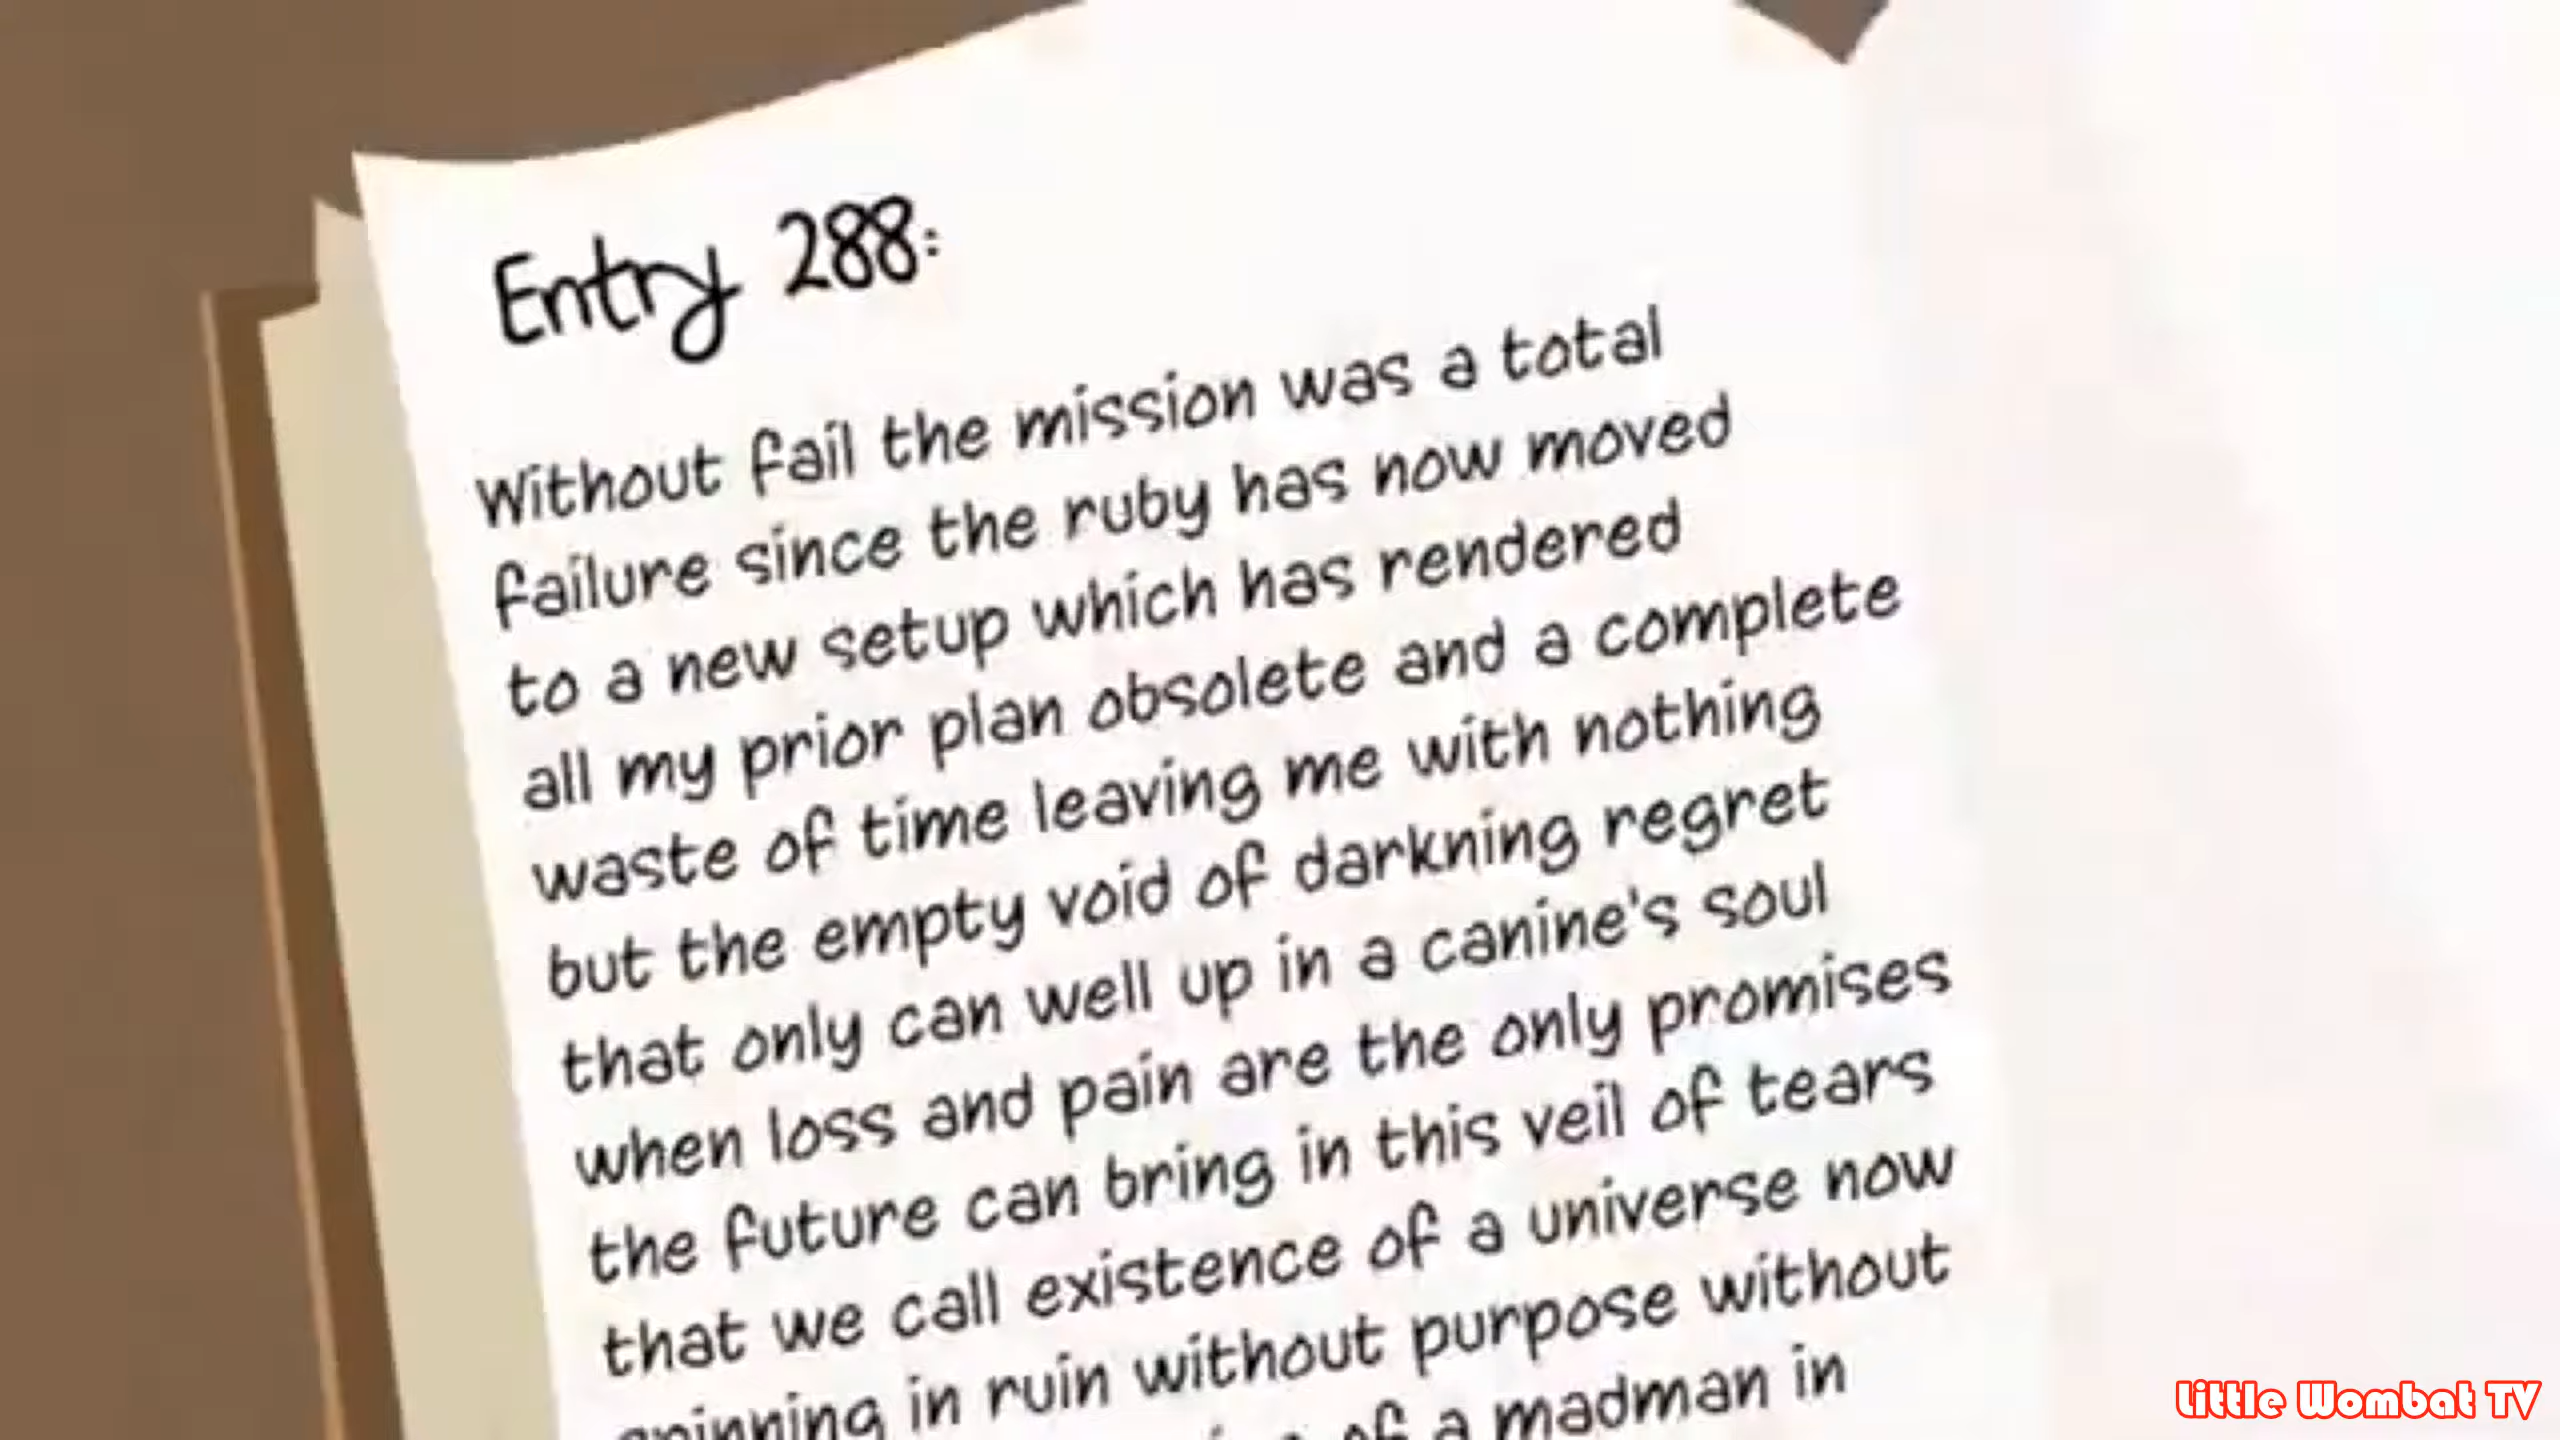 Entry 288:
Without fail the mission was a total
failure since the ruby has now moved
to a new setup which has rendered
all my prior plan obsolete and a complete
waste of time leaving me with nothing
but the empty void of darkning regret
that only can well up in a canine's soul
when loss and pain are the only promises
the future can bring in this veil of tears
that we call existence of a universe now
spinning in ruin without purpose without
of a madman in
Little Wombat TV